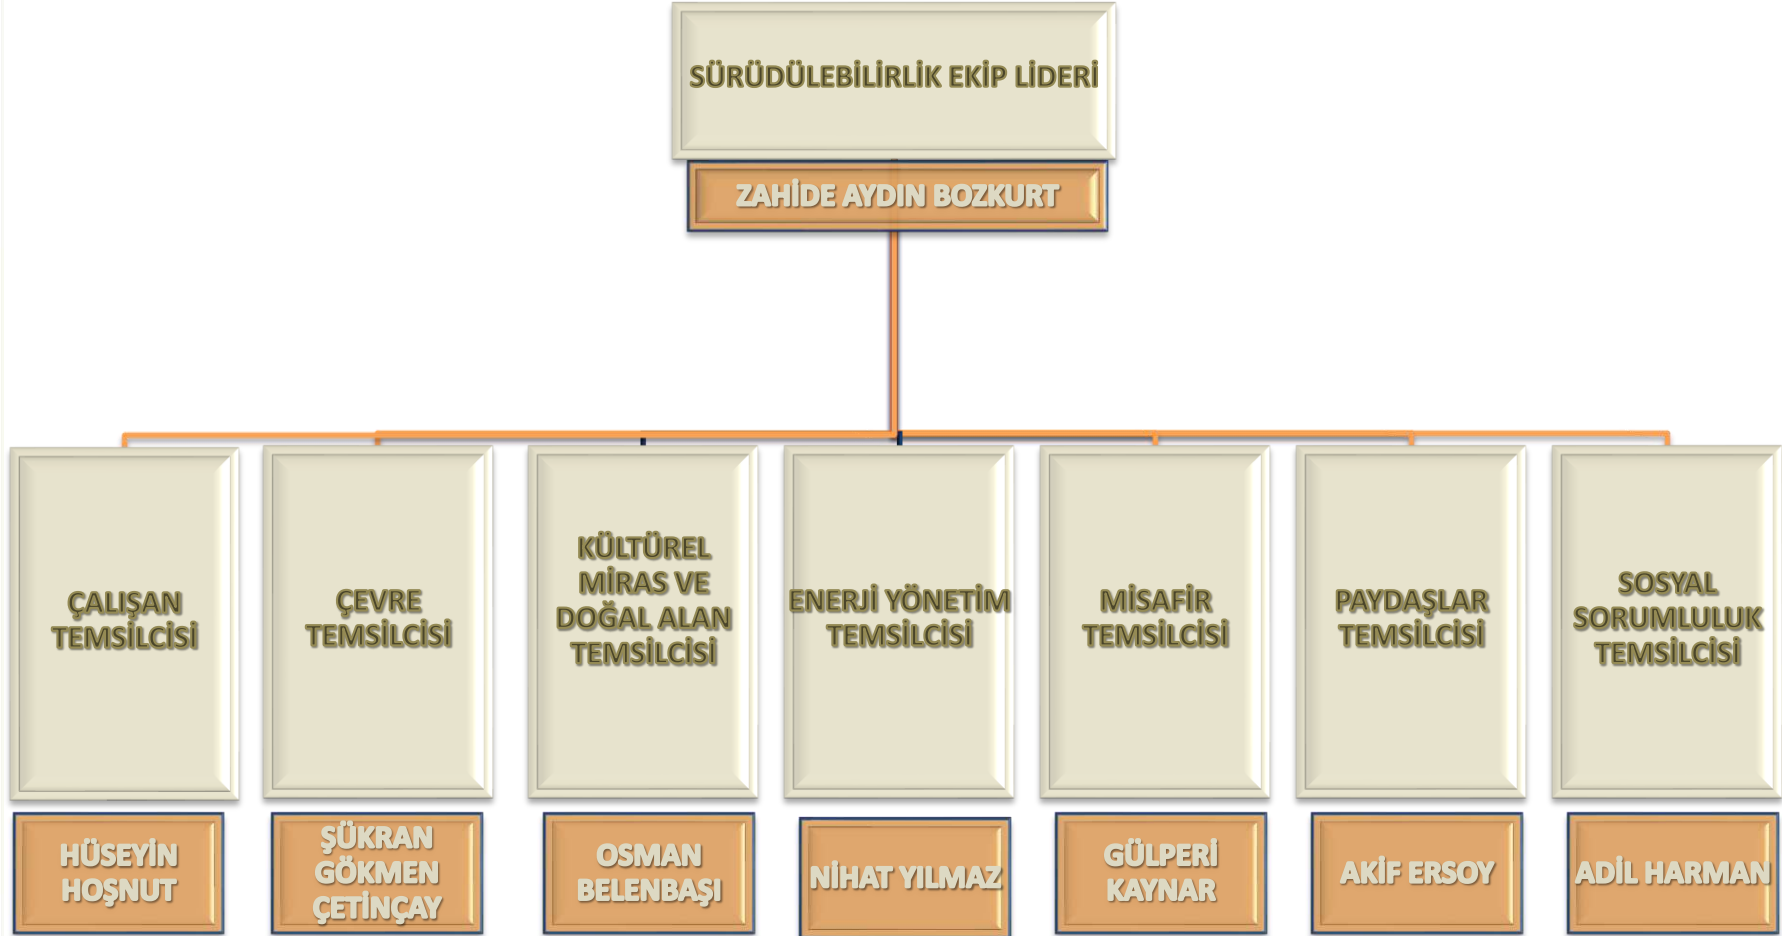 SÜRÜDÜLEBİLİRLİK EKİP LİDERİ
ZAHİDE AYDIN BOZKURT
ÇALIŞAN
TEMSİLCİSİ
HÜSEYİN
HOŞNUT
ÇEVRE
TEMSİLCİSİ
ŞÜKRAN
GÖKMEN
ÇETİNÇAY
KÜLTÜREL
MİRAS VE
DOĞAL ALAN
TEMSİLCİSİ
OSMAN
BELENBAŞI
ENERJİ YÖNETİM
TEMSİLCİSİ
NİHAT YILMAZ
MİSAFİR
TEMSİLCİSİ
GÜLPERİ
KAYNAR
PAYDAŞLAR
TEMSİLCİSİ
AKİF ERSOY
SOSYAL
SORUMLULUK
TEMSİLCİSİ
ADİL HARMAN